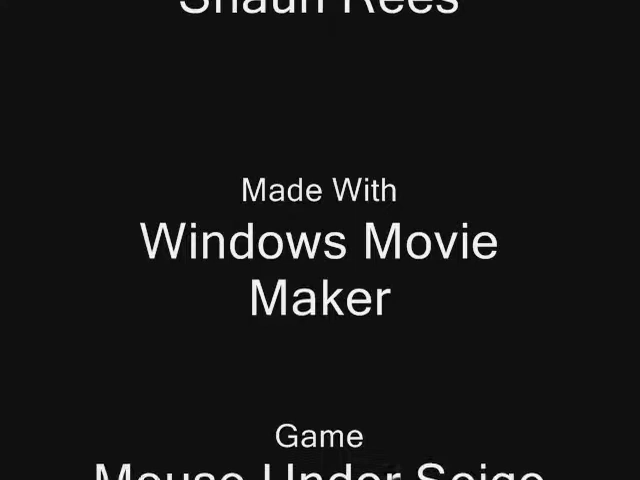 Shaun Rees
Made With
Windows Movie
Maker
Game
Mouse Under Seige